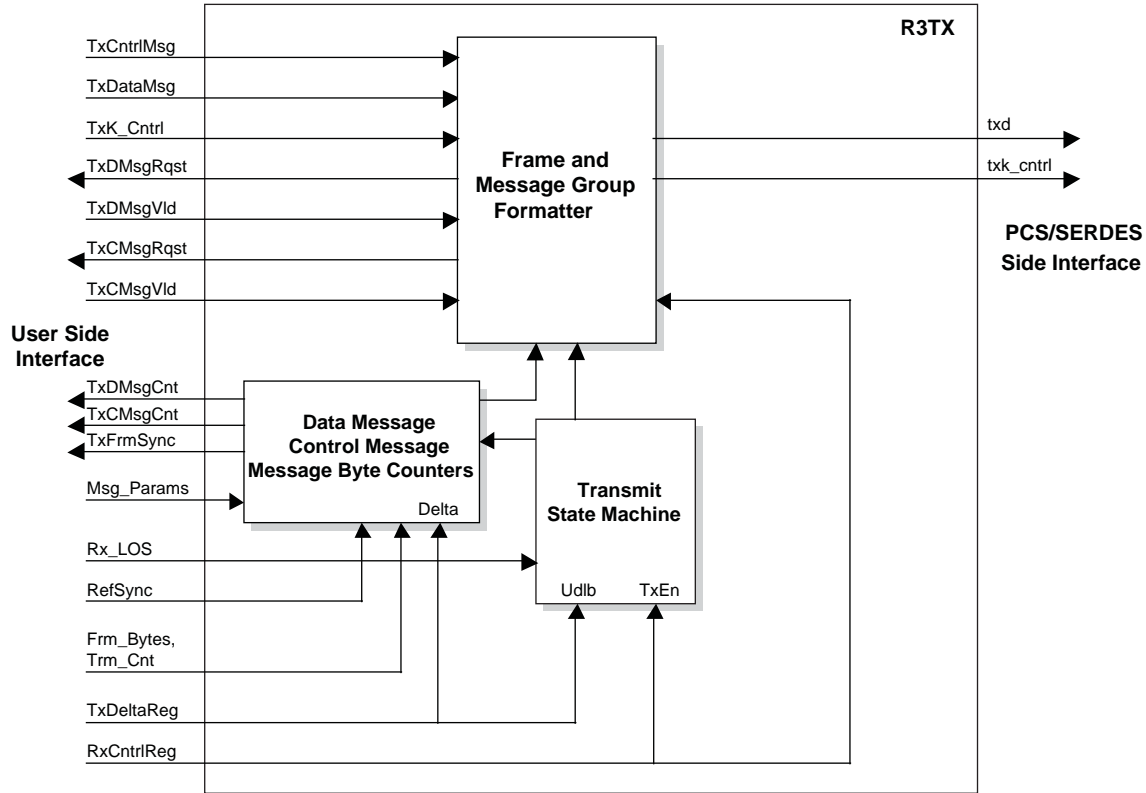 R3TX
TxCntrlMsg
TxDataMsg
TxK_Cntrl
TxDMsgRqst
TxDMsgVld
TxCMsgRqst
TxCMsgVld
Frame and
Message Group
Formatter
txd
txk_cntrl
PCS/SERDES
Side Interface
User Side
Interface
TxDMsgCnt
TxCMsgCnt
TxFrmSync
Msg_Params
Data Message
Control Message
Message Byte Counters
Delta
Transmit
State Machine
Udlb
TxEn
Rx_LOS
RefSync
Frm_Bytes,
Trm_Cnt
TxDeltaReg
RxCntrlReg